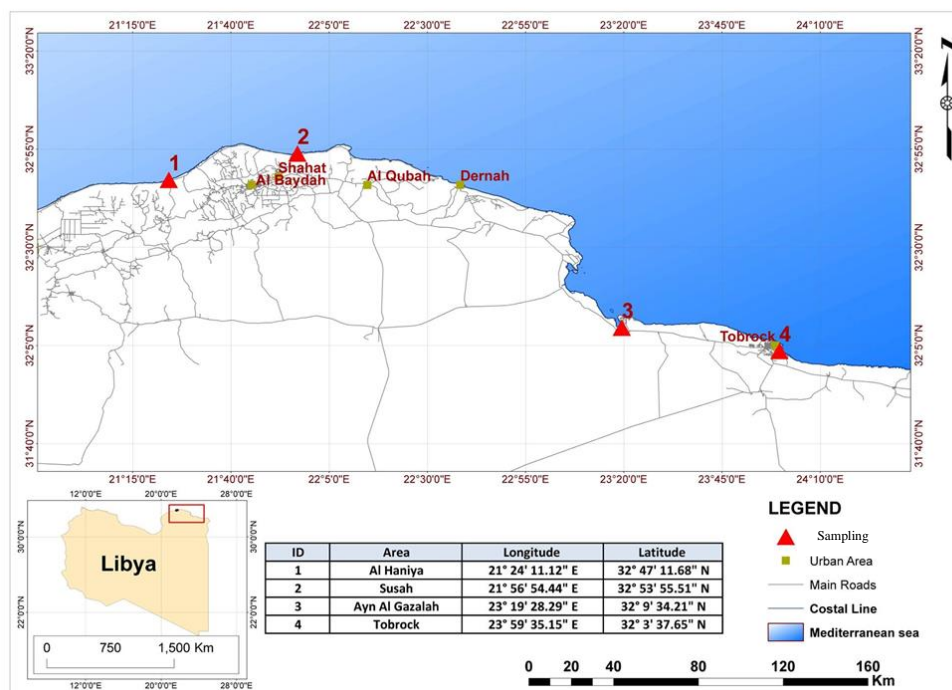 21°15'0"E 21°40'0"E 22°5'0"E 22°30'0"E 22°55'0"E 23°20'0"E 23°45'0"E 24°10'0"E
33°20'0"N 33°20'0"N
32°55'0"N 32°55'0"N
32°30'0"N 32°30'0"N
32°5'0"N 32°5'0"N
31°40'0"N 31°40'0"N
1
2
Shahat
Al Baydah
Al Qubah
Dernah
3
Tobrock
4
21°15'0"E 21°40'0"E 22°5'0"E 22°30'0"E 22°55'0"E 23°20'0"E 23°45'0"E 24°10'0"E
12°0'0"E 20°0'0"E 28°0'0"E
30°0'0"N 30°0'0"N
Libya
22°0'0"N 22°0'0"N
12°0'0"E 20°0'0"E 28°0'0"E
0 750 1,500 Km
ID Area Longitude Latitude
1 Al Haniya 21° 24' 11.12" E 32° 47' 11.68" N
2 Susah 21° 56' 54.44" E 32° 53' 55.51" N
3 Ayn Al Gazalah 23° 19' 28.29" E 32° 9' 34.21" N
4 Tobrock 23° 59' 35.15" E 32° 3' 37.65" N
LEGEND
Sampling
Urban Area
Main Roads
Costal Line
Mediterranean sea
0 10 20 40 80 120 160
Km